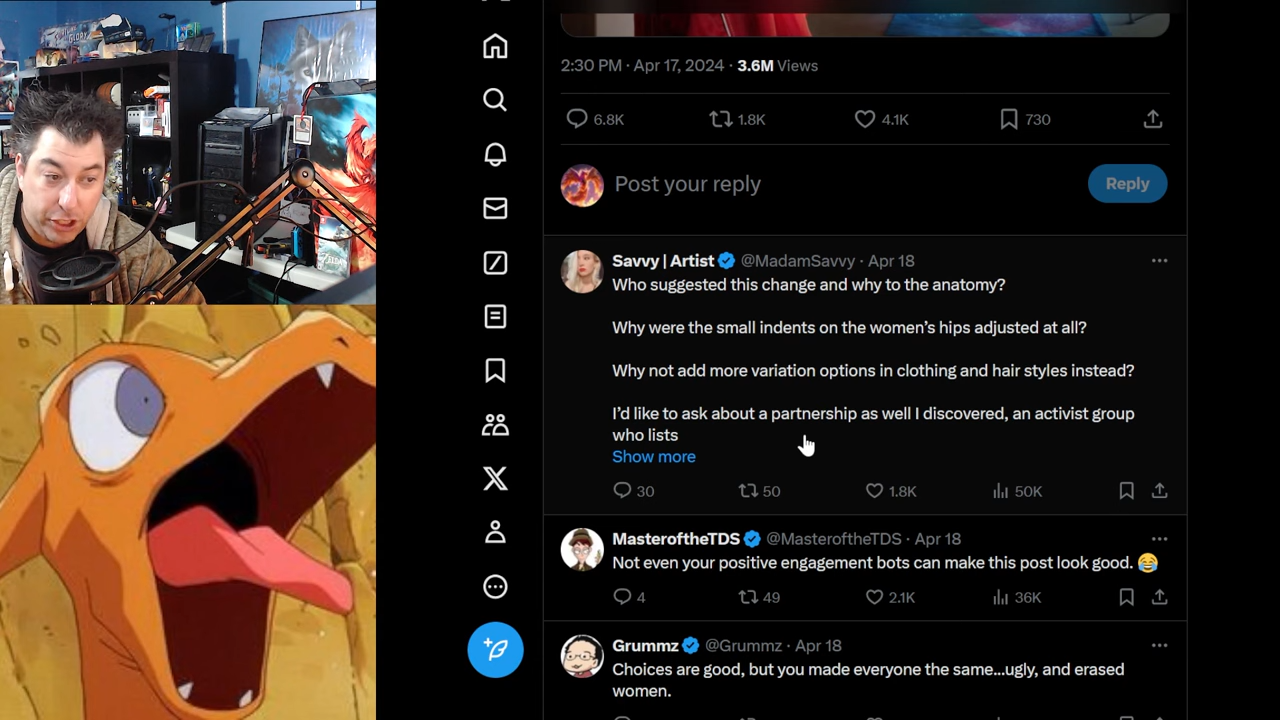 2:30 PM · Apr 17, 2024 · 3.6M Views
6.8K 1.8K 4.1K 730
Post your reply
Reply
Savvy | Artist @MadamSavvy · Apr 18
Who suggested this change and why to the anatomy?
Why were the small indents on the women’s hips adjusted at all?
Why not add more variation options in clothing and hair styles instead?
I’d like to ask about a partnership as well I discovered, an activist group
who lists
Show more
30 50 1.8K 50K
MasteroftheTDS @MasteroftheTDS · Apr 18
Not even your positive engagement bots can make this post look good. 😂
4 49 2.1K 36K
Grummz @Grummz · Apr 18
Choices are good, but you made everyone the same...ugly, and erased
women.